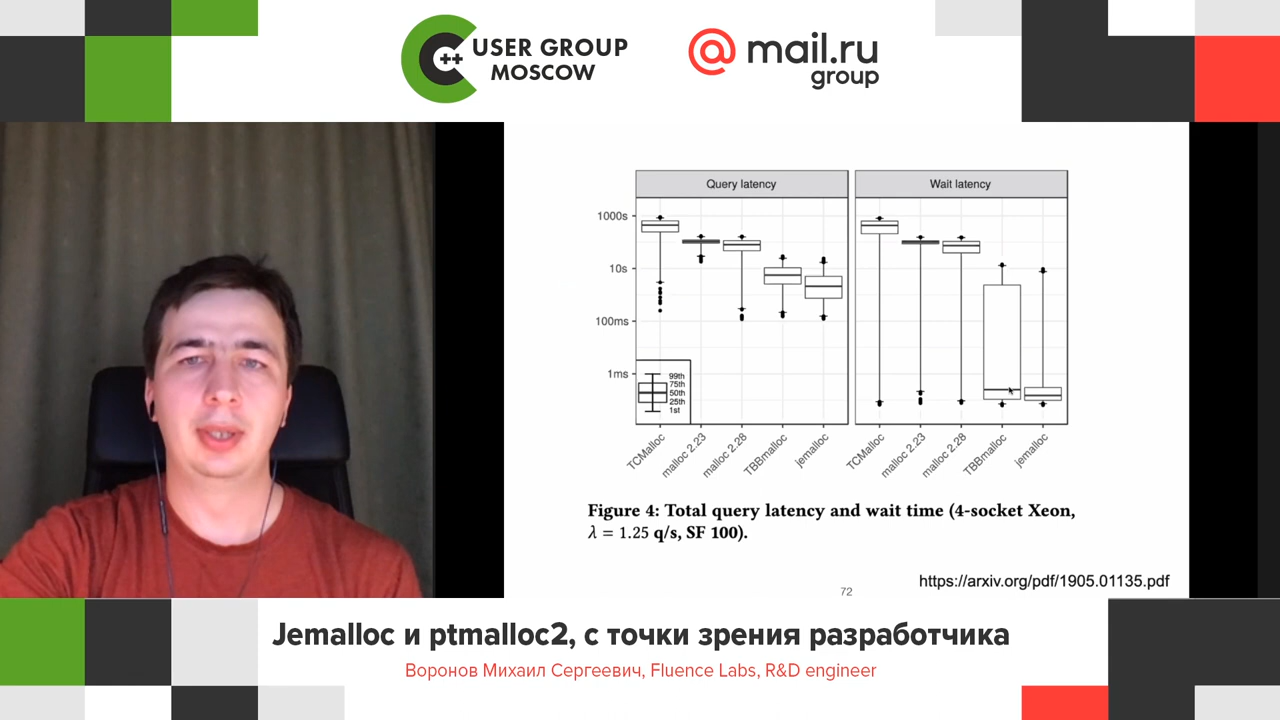 C++ USER GROUP
MOSCOW
@ mail.ru
group
Query latency
Wait latency
1000s
10s
100ms
1ms
99th
75th
50th
25th
1st
TCMalloc
malloc 2.23
malloc 2.28
TBBmalloc
jemalloc
TCMalloc
malloc 2.23
malloc 2.28
TBBmalloc
jemalloc
Figure 4: Total query latency and wait time (4-socket Xeon,
λ = 1.25 q/s, SF 100).
https://arxiv.org/pdf/1905.01135.pdf
72
Jemalloc и ptmalloc2, с точки зрения разработчика
Воронов Михаил Сергеевич, Fluence Labs, R&D engineer